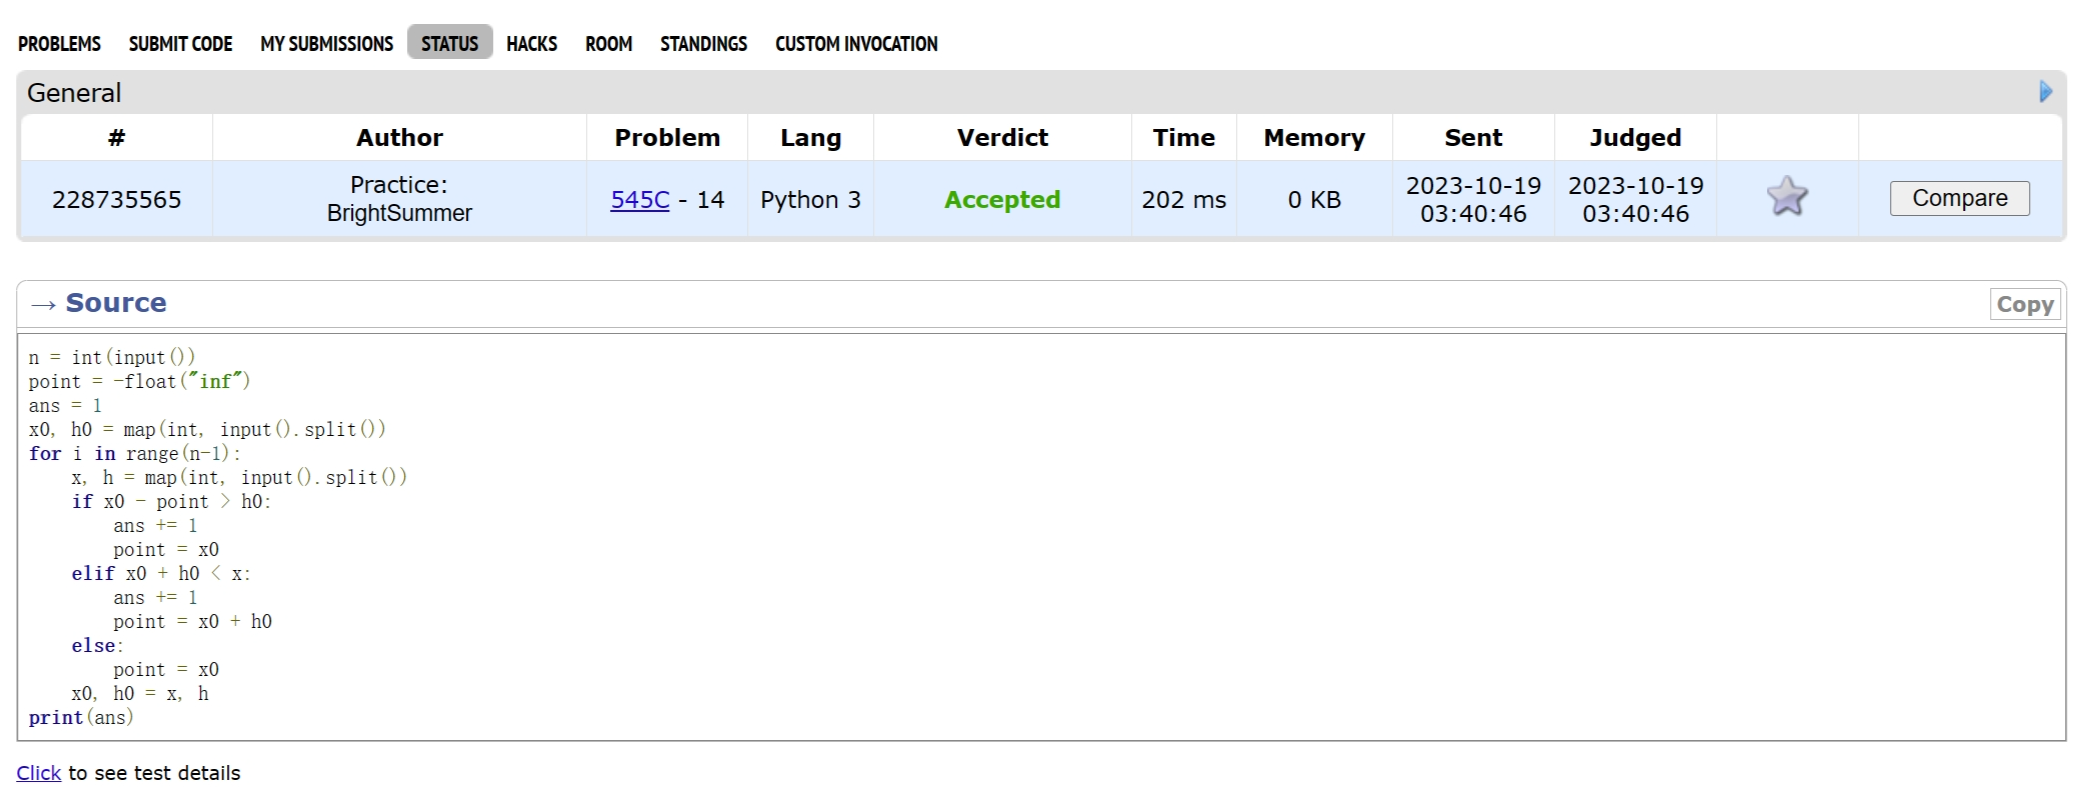 PROBLEMS SUBMIT CODE MY SUBMISSIONS STATUS HACKS ROOM STANDINGS CUSTOM INVOCATION
General
# Author Problem Lang Verdict Time Memory Sent Judged
228735565 Practice: BrightSummer 545C - 14 Python 3 Accepted 202 ms 0 KB 2023-10-19 03:40:46 2023-10-19 03:40:46 Compare
→ Source Copy
n = int(input())
point = -float("inf")
ans = 1
x0, h0 = map(int, input().split())
for i in range(n-1):
    x, h = map(int, input().split())
    if x0 - point > h0:
        ans += 1
        point = x0
    elif x0 + h0 < x:
        ans += 1
        point = x0 + h0
    else:
        point = x0
    x0, h0 = x, h
print(ans)
Click to see test details